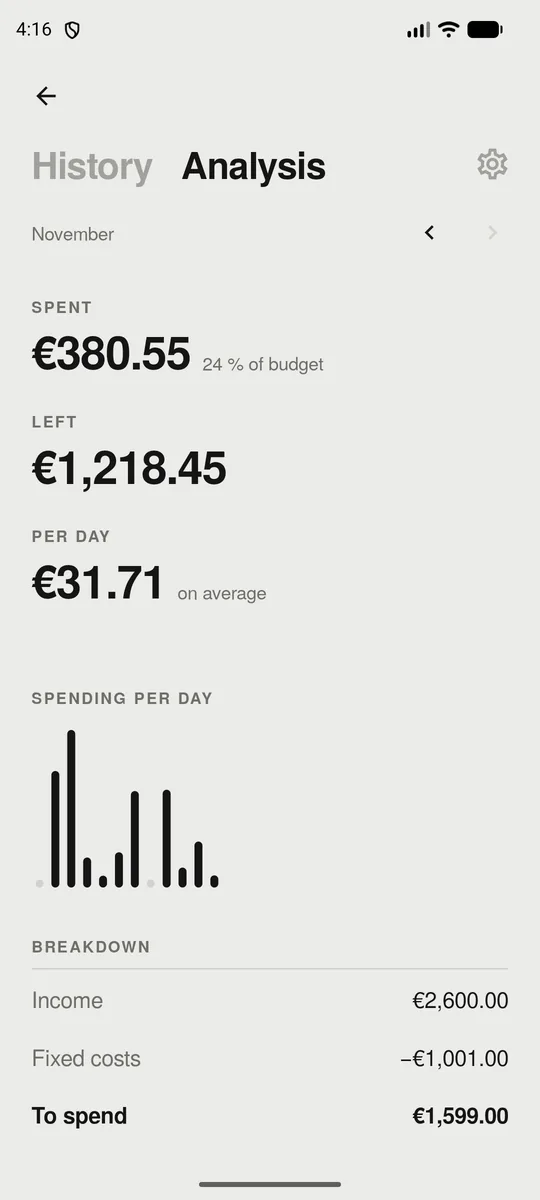 4:16
History Analysis
November
SPENT
€380.55 24 % of budget
LEFT
€1,218.45
PER DAY
€31.71 on average
SPENDING PER DAY
BREAKDOWN
Income €2,600.00
Fixed costs −€1,001.00
To spend €1,599.00